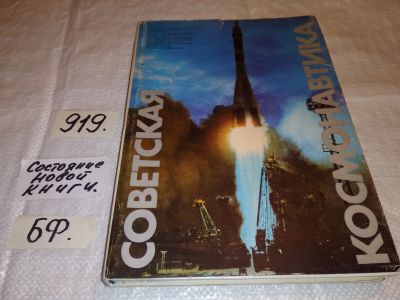 919.
Состояние
новой
книги.
БФ.
СОВЕТСКАЯ
КОСМОНАВТИКА